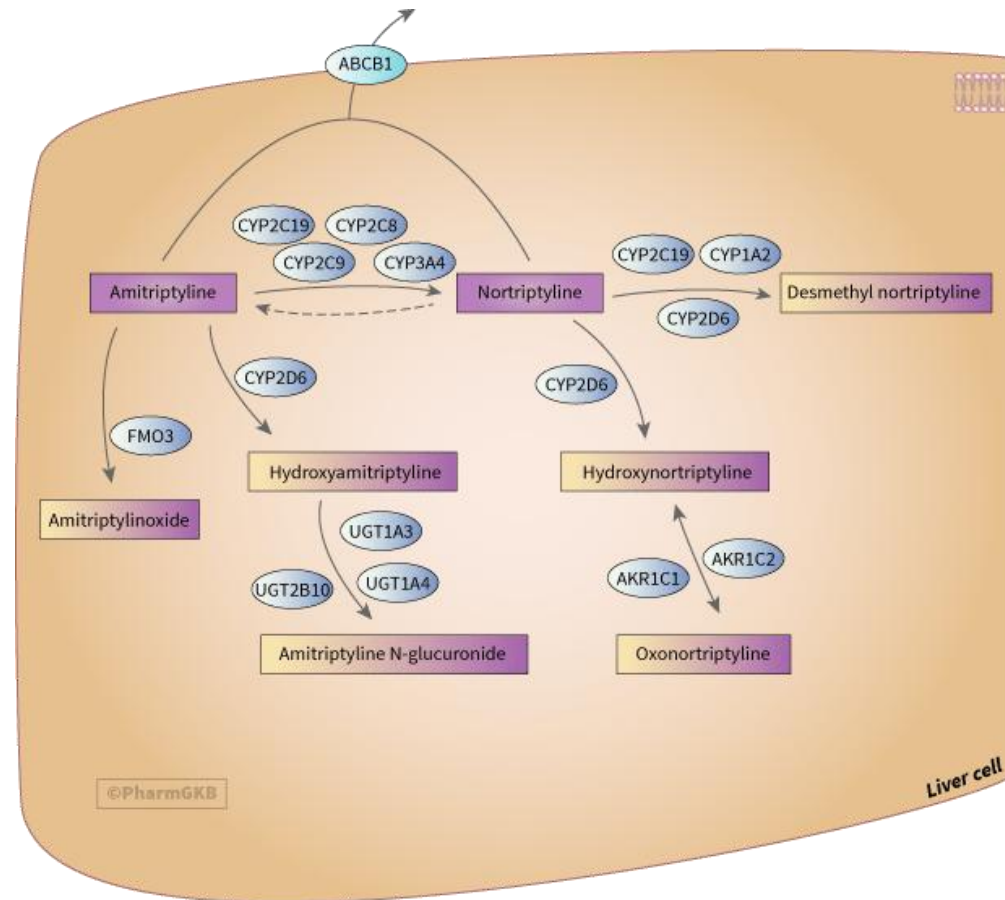 ABCB1
CYP2C19
CYP2C8
CYP2C9
CYP3A4
CYP2C19
CYP1A2
Amitriptyline
Nortriptyline
Desmethyl nortriptyline
CYP2D6
CYP2D6
CYP2D6
FMO3
Hydroxyamitriptyline
Hydroxynortriptyline
Amitriptylinoxide
UGT1A3
UGT2B10
UGT1A4
AKR1C1
AKR1C2
Amitriptyline N-glucuronide
Oxonortriptyline
©PharmGKB
Liver cell